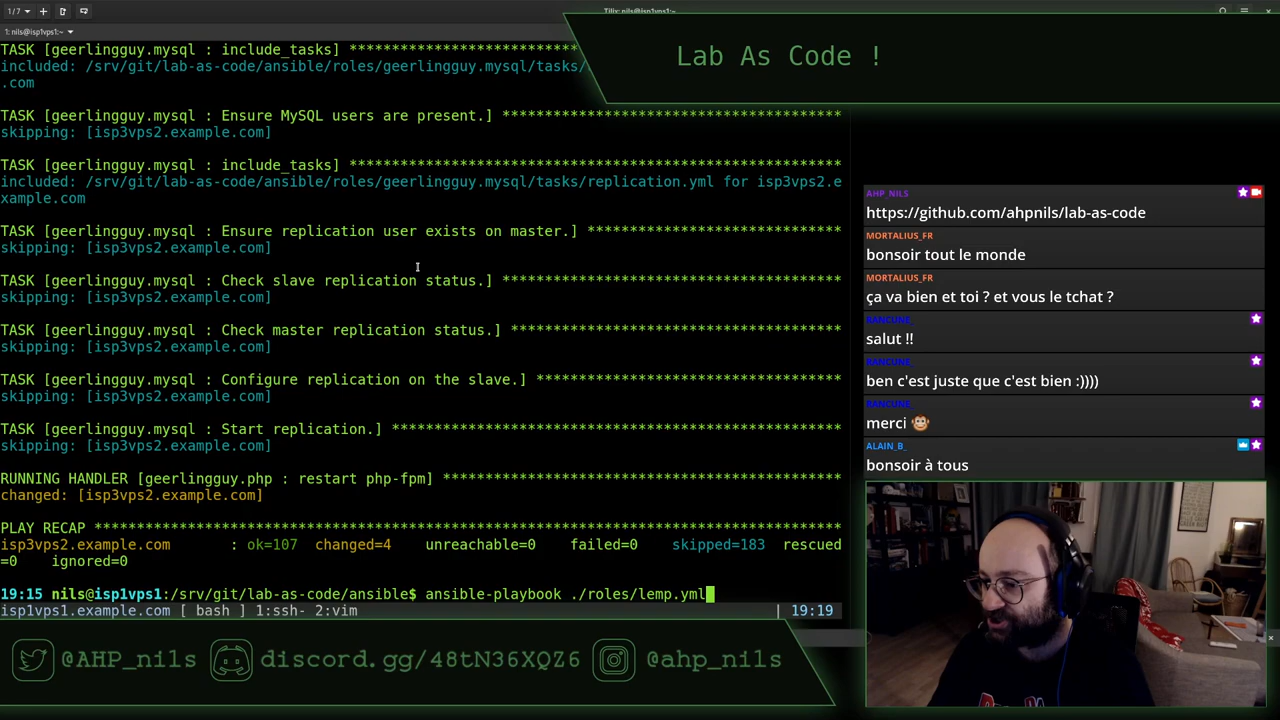 1/7
Tilix: nils@isp1vps1:~
1: nils@isp1vps1:~
Lab As Code !
TASK [geerlingguy.mysql : include_tasks] ***************************
included: /srv/git/lab-as-code/ansible/roles/geerlingguy.mysql/tasks/
.com
TASK [geerlingguy.mysql : Ensure MySQL users are present.] ****************************************
skipping: [isp3vps2.example.com]
TASK [geerlingguy.mysql : include_tasks] **********************************************************
included: /srv/git/lab-as-code/ansible/roles/geerlingguy.mysql/tasks/replication.yml for isp3vps2.e
xample.com
TASK [geerlingguy.mysql : Ensure replication user exists on master.] ******************************
skipping: [isp3vps2.example.com]
TASK [geerlingguy.mysql : Check slave replication status.] ****************************************
skipping: [isp3vps2.example.com]
TASK [geerlingguy.mysql : Check master replication status.] ***************************************
skipping: [isp3vps2.example.com]
TASK [geerlingguy.mysql : Configure replication on the slave.] ************************************
skipping: [isp3vps2.example.com]
TASK [geerlingguy.mysql : Start replication.] *****************************************************
skipping: [isp3vps2.example.com]
RUNNING HANDLER [geerlingguy.php : restart php-fpm] ***********************************************
changed: [isp3vps2.example.com]
PLAY RECAP ****************************************************************************************
isp3vps2.example.com : ok=107 changed=4 unreachable=0 failed=0 skipped=183 rescued
=0 ignored=0
19:15 nils@isp1vps1:/srv/git/lab-as-code/ansible$ ansible-playbook ./roles/lemp.yml
isp1vps1.example.com [ bash ] 1:ssh- 2:vim | 19:19
AHP_NILS
https://github.com/ahpnils/lab-as-code
MORTALIUS_FR
bonsoir tout le monde
MORTALIUS_FR
ça va bien et toi ? et vous le tchat ?
RANCUNE_
salut !!
RANCUNE_
ben c'est juste que c'est bien :))))
RANCUNE_
merci 🐵
ALAIN_B_
bonsoir à tous
@AHP_nils discord.gg/48tN36XQZ6 @ahp_nils